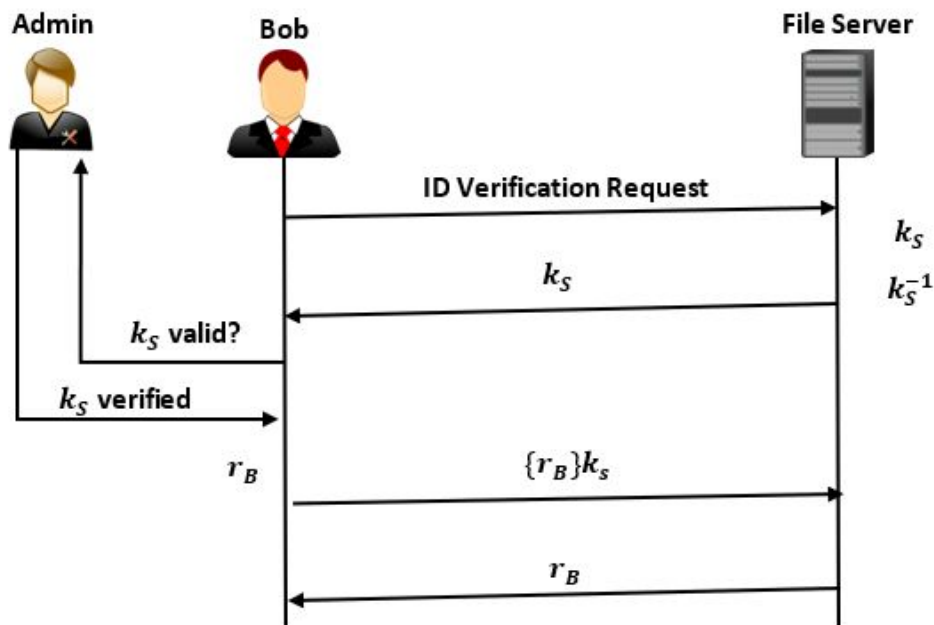 Admin
Bob
File Server
ID Verification Request
k_S
k_S
k_S^{-1}
k_S valid?
k_S verified
r_B
{r_B}k_s
r_B